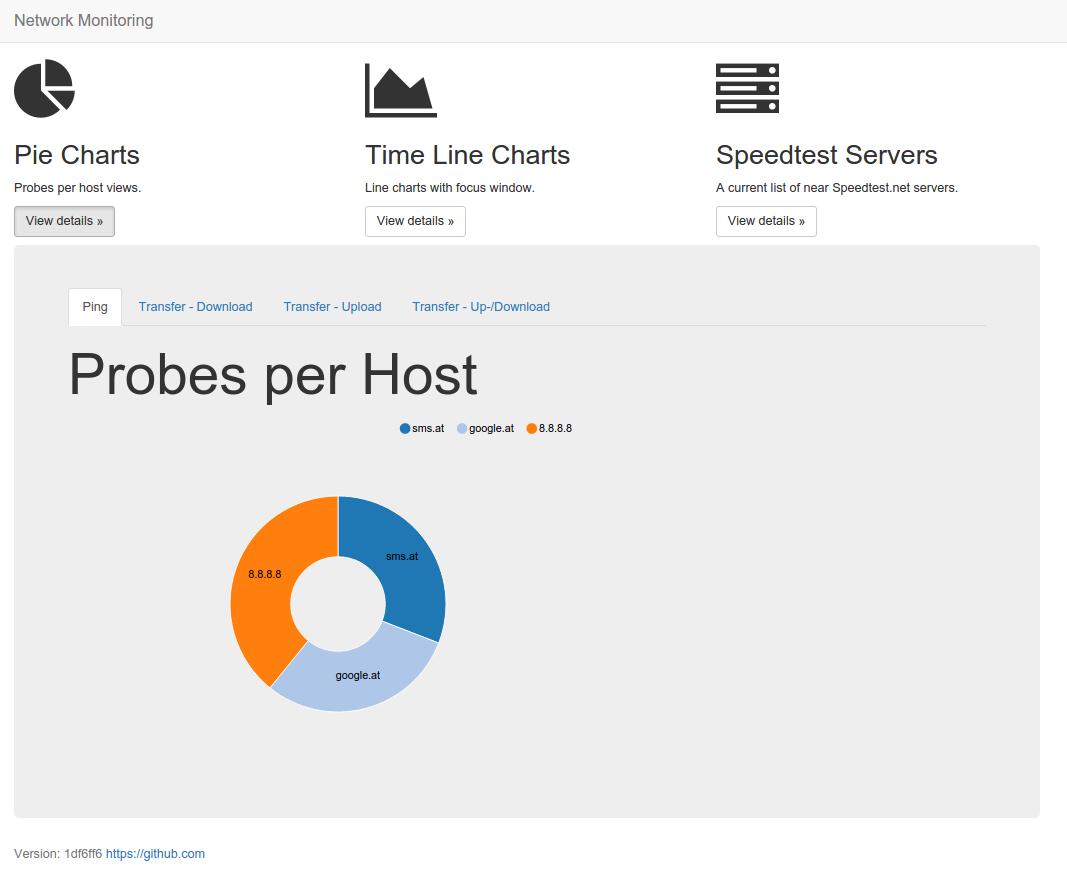 Network Monitoring
Pie Charts
Probes per host views.
View details »
Time Line Charts
Line charts with focus window.
View details »
Speedtest Servers
A current list of near Speedtest.net servers.
View details »
Ping Transfer - Download Transfer - Upload Transfer - Up-/Download
Probes per Host
sms.at google.at 8.8.8.8
sms.at
8.8.8.8
google.at
Version: 1df6ff6 https://github.com